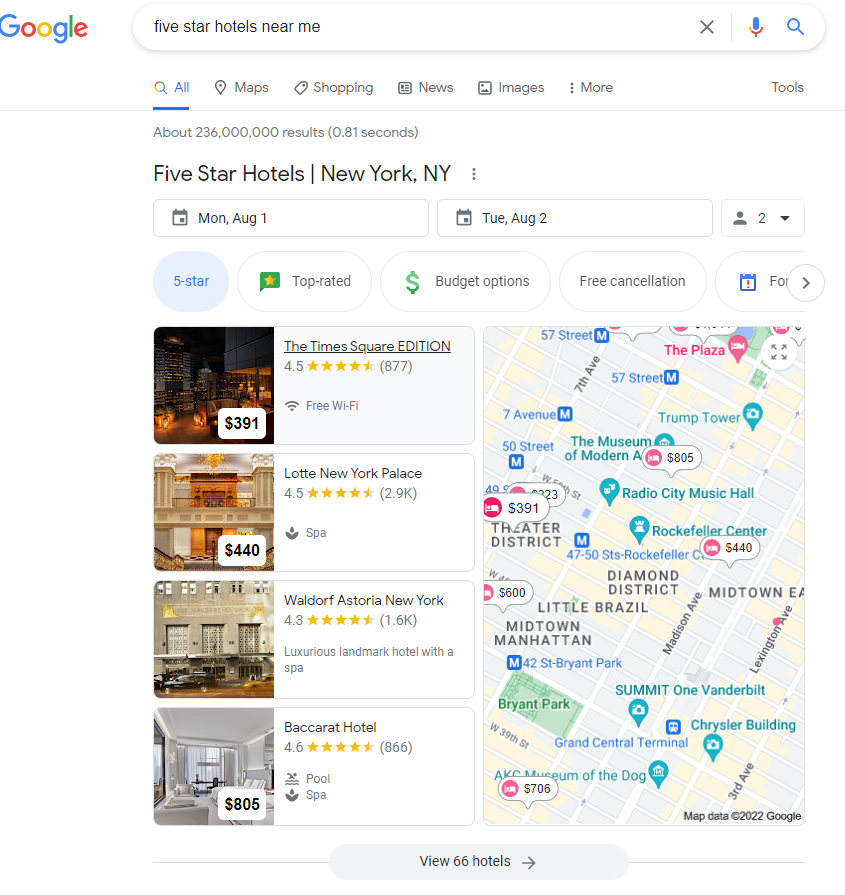 Google
five star hotels near me
All
Maps
Shopping
News
Images
More
Tools
About 236,000,000 results (0.81 seconds)
Five Star Hotels | New York, NY
Mon, Aug 1
Tue, Aug 2
2
5-star
Top-rated
Budget options
Free cancellation
For
The Times Square EDITION
4.5 (877)
Free Wi-Fi
$391
Lotte New York Palace
4.5 (2.9K)
Spa
$440
Waldorf Astoria New York
4.3 (1.6K)
Luxurious landmark hotel with a
spa
Baccarat Hotel
4.6 (866)
Pool
Spa
$805
57 Street M
The Plaza
7th Ave
57 Street M
7 Avenue M
Trump Tower
50 Street
M
The Museum
of Modern A
$805
49 S
$323
$391
Radio City Music Hall
THEATER
DISTRICT
Rockefeller Center
M
47-50 Sts-Rockefeller C
$440
DIAMOND
DISTRICT
$600
MIDTOWN EA
LITTLE BRAZIL
MIDTOWN
MANHATTAN
Madison Ave
Lexington Ave
M 42 St-Bryant Park
Bryant Park
SUMMIT One Vanderbilt
W 39th St
Chrysler Building
Grand Central Terminal
AKC Museum of the Dog
3rd Ave
$706
Map data ©2022 Google
View 66 hotels